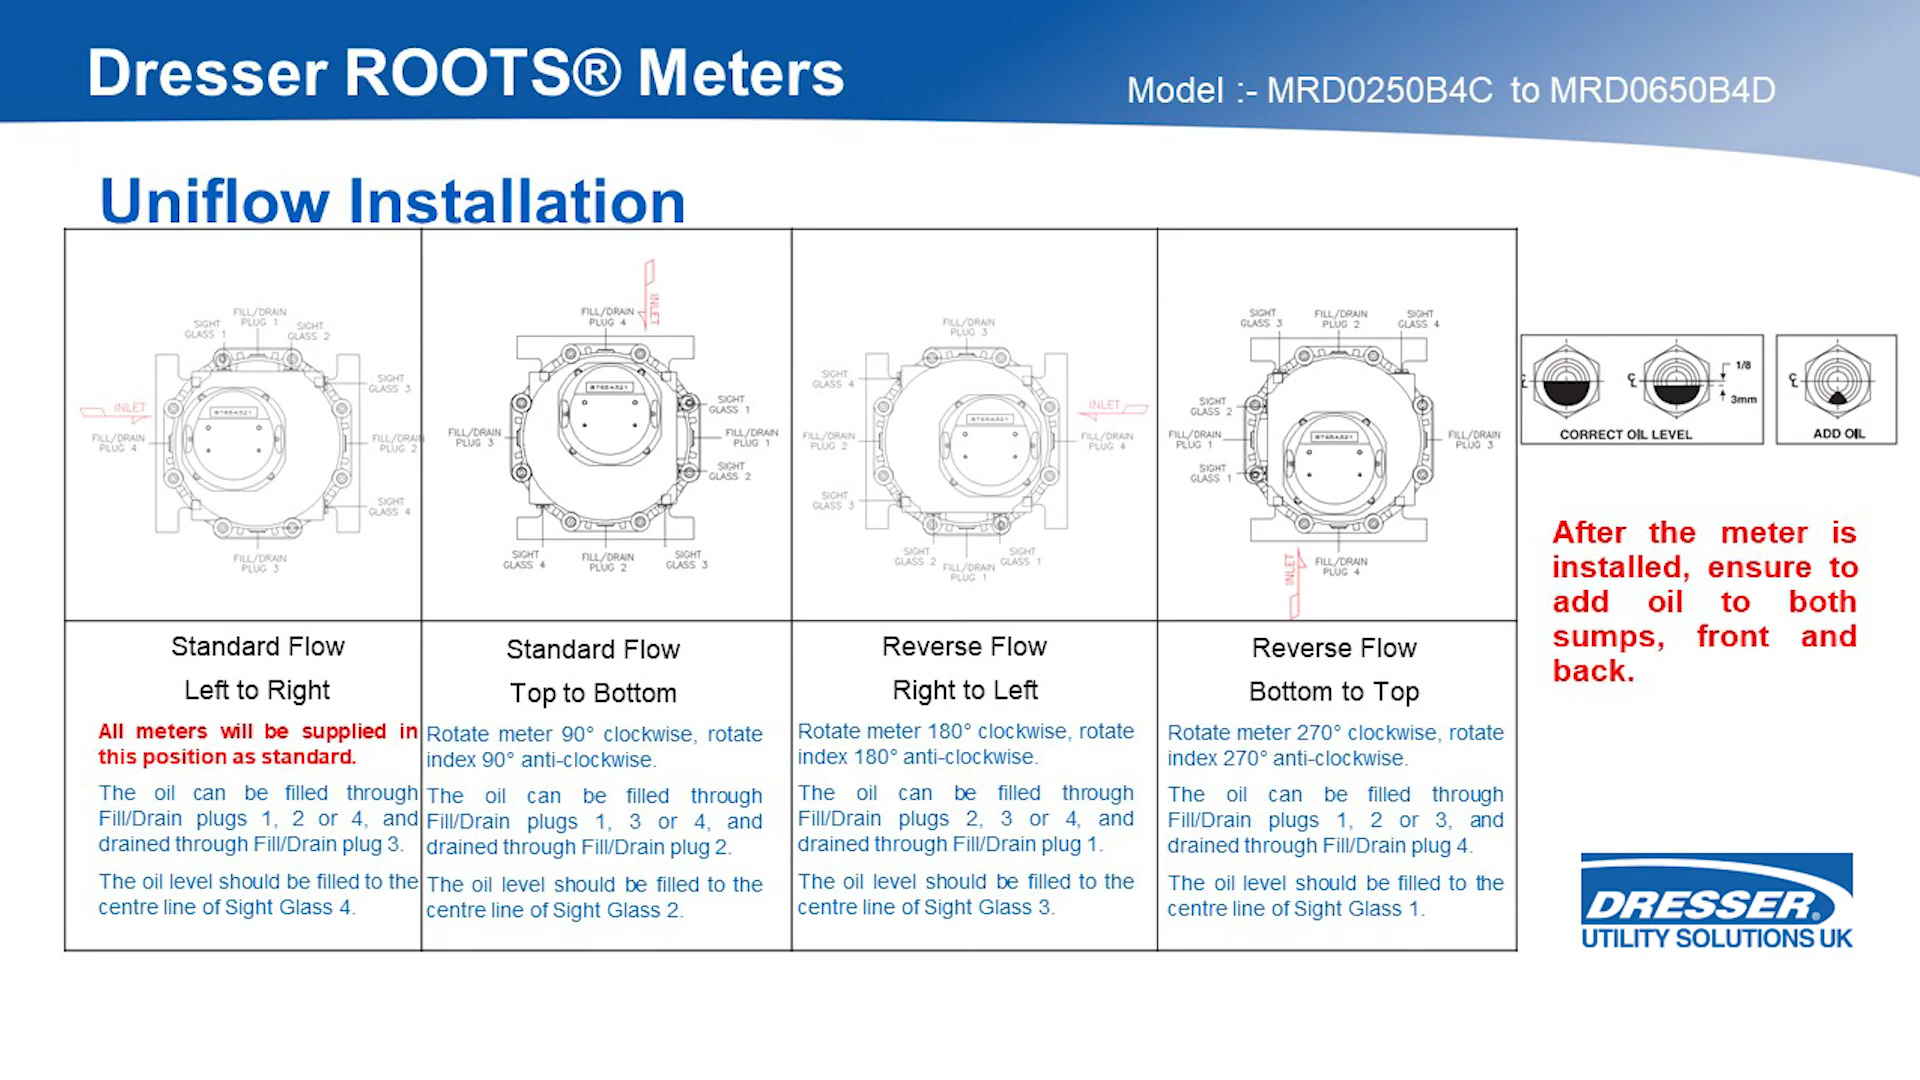 Dresser ROOTS® Meters
Model :- MRD0250B4C to MRD0650B4D
Uniflow Installation
FILL/DRAIN
PLUG 1
SIGHT
GLASS 1
SIGHT
GLASS 2
SIGHT
GLASS 3
INLET
87654321
FILL/DRAIN
PLUG 4
FILL/DRAIN
PLUG 2
SIGHT
GLASS 4
FILL/DRAIN
PLUG 3
INLET
FILL/DRAIN
PLUG 4
87654321
SIGHT
GLASS 1
FILL/DRAIN
PLUG 3
FILL/DRAIN
PLUG 1
SIGHT
GLASS 2
SIGHT
GLASS 4
FILL/DRAIN
PLUG 2
SIGHT
GLASS 3
FILL/DRAIN
PLUG 3
SIGHT
GLASS 4
INLET
87654321
FILL/DRAIN
PLUG 2
FILL/DRAIN
PLUG 4
SIGHT
GLASS 3
SIGHT
GLASS 2
FILL/DRAIN
PLUG 1
SIGHT
GLASS 1
SIGHT
GLASS 3
FILL/DRAIN
PLUG 2
SIGHT
GLASS 4
SIGHT
GLASS 2
87654321
FILL/DRAIN
PLUG 1
FILL/DRAIN
PLUG 3
SIGHT
GLASS 1
INLET
FILL/DRAIN
PLUG 4
1/8
3mm
CORRECT OIL LEVEL
ADD OIL
Standard Flow
Left to Right
All meters will be supplied in
this position as standard.
The oil can be filled through
Fill/Drain plugs 1, 2 or 4, and
drained through Fill/Drain plug 3.
The oil level should be filled to the
centre line of Sight Glass 4.
Standard Flow
Top to Bottom
Rotate meter 90° clockwise, rotate
index 90° anti-clockwise.
The oil can be filled through
Fill/Drain plugs 1, 3 or 4, and
drained through Fill/Drain plug 2.
The oil level should be filled to the
centre line of Sight Glass 2.
Reverse Flow
Right to Left
Rotate meter 180° clockwise, rotate
index 180° anti-clockwise.
The oil can be filled through
Fill/Drain plugs 2, 3 or 4, and
drained through Fill/Drain plug 1.
The oil level should be filled to the
centre line of Sight Glass 3.
Reverse Flow
Bottom to Top
Rotate meter 270° clockwise, rotate
index 270° anti-clockwise.
The oil can be filled through
Fill/Drain plugs 1, 2 or 3, and
drained through Fill/Drain plug 4.
The oil level should be filled to the
centre line of Sight Glass 1.
After the meter is
installed, ensure to
add oil to both
sumps, front and
back.
DRESSER®
UTILITY SOLUTIONS UK